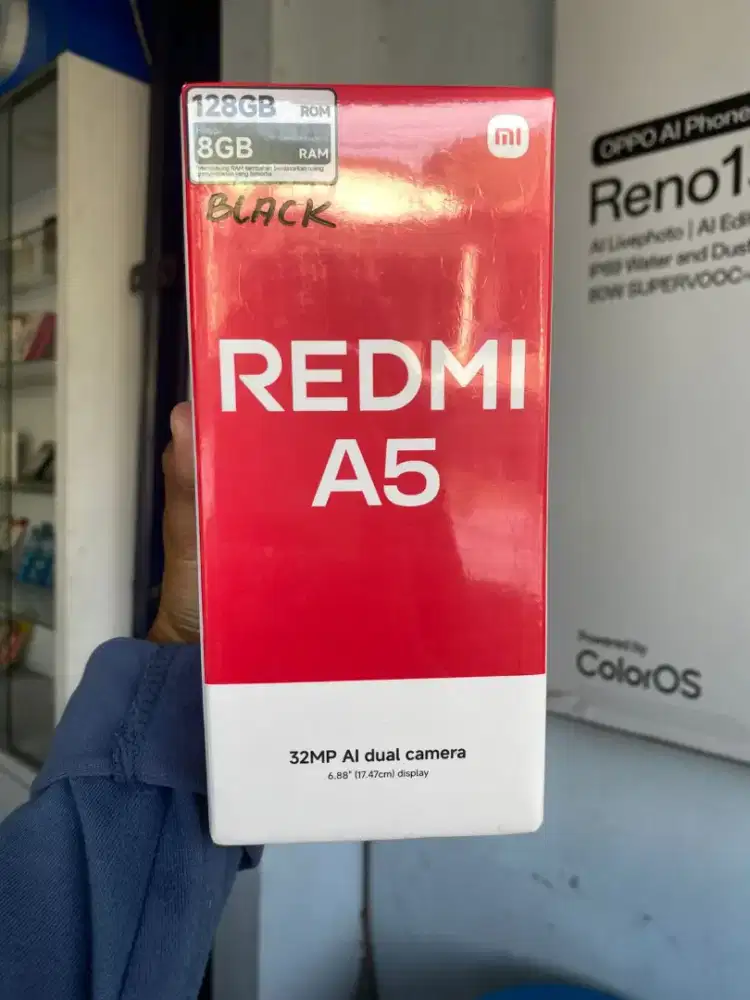 128GB ROM
8GB RAM
BLACK
mi
REDMI
A5
32MP AI dual camera
6.88" (17.47cm) display
OPPO AI Phone
Reno1
AI Livephoto | AI Edi
IP69 Water and Dust
80W SUPERVOOC
Powered by
ColorOS